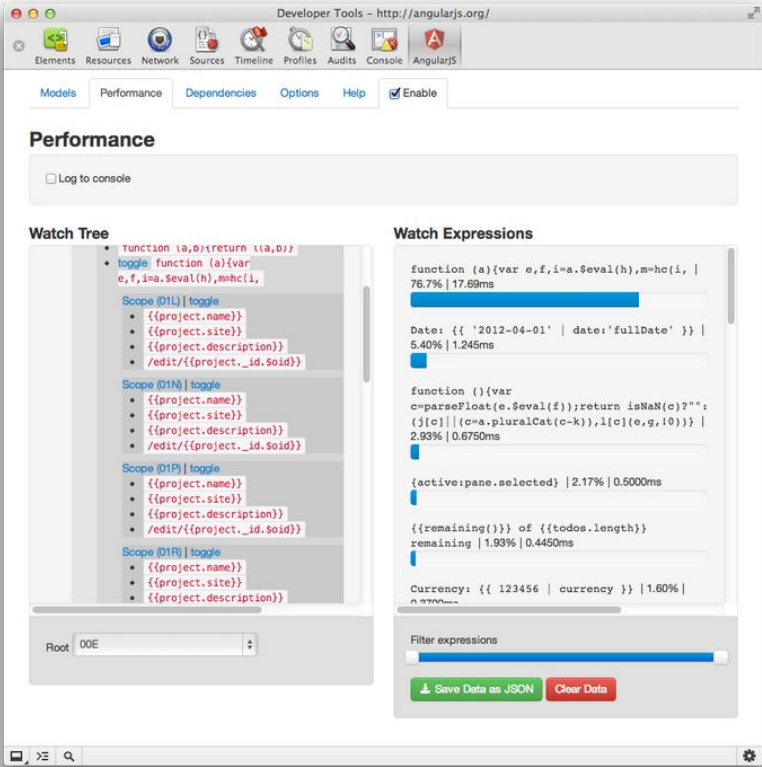 Developer Tools - http://angularjs.org/
Elements Resources Network Sources Timeline Profiles Audits Console AngularJS
Models Performance Dependencies Options Help Enable
Performance
Log to console
Watch Tree
function (a,b){return l(a,b)}
toggle function (a){var
e,f,i=a.$eval(h),m=hc(i,
Scope (01L) | toggle
{{project.name}}
{{project.site}}
{{project.description}}
/edit/{{project._id.$oid}}
Scope (01N) | toggle
{{project.name}}
{{project.site}}
{{project.description}}
/edit/{{project._id.$oid}}
Scope (01P) | toggle
{{project.name}}
{{project.site}}
{{project.description}}
/edit/{{project._id.$oid}}
Scope (01R) | toggle
{{project.name}}
{{project.site}}
{{project.description}}
Root 00E
Watch Expressions
function (a){var e,f,i=a.$eval(h),m=hc(i, |
76.7% | 17.69ms
Date: {{ '2012-04-01' | date:'fullDate' }} |
5.40% | 1.245ms
function (){var
c=parseFloat(e.$eval(f));return isNaN(c)?"":
(j[c]||(c=a.pluralCat(c-k)),l[c](e,g,!0))} |
2.93% | 0.6750ms
{active:pane.selected} | 2.17% | 0.5000ms
{{remaining()}} of {{todos.length}}
remaining | 1.93% | 0.4450ms
Currency: {{ 123456 | currency }} | 1.60% |
Filter expressions
Save Data as JSON Clear Data